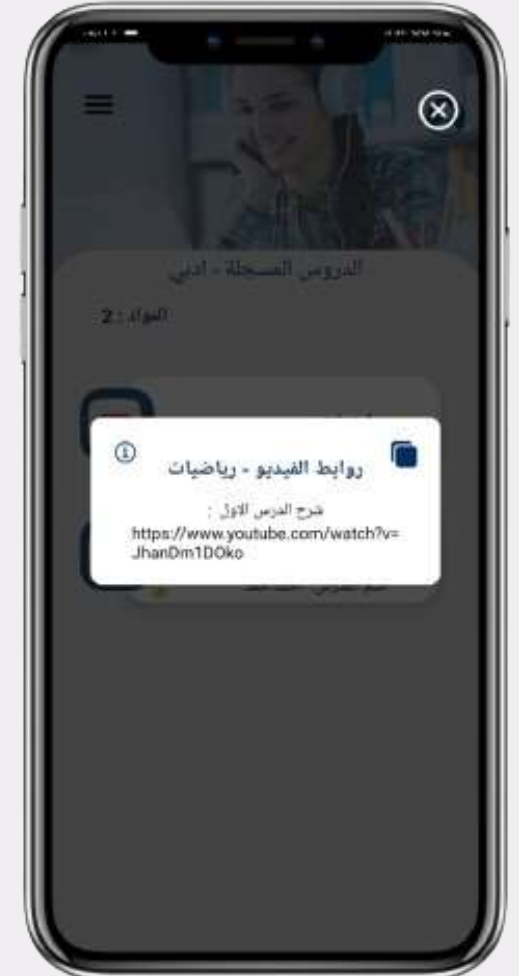 الدروس المسجلة - ادبي
المواد : 2
روابط الفيديو - رياضيات
شرح الدرس الاول :
https://www.youtube.com/watch?v=
JhanDm1DOko